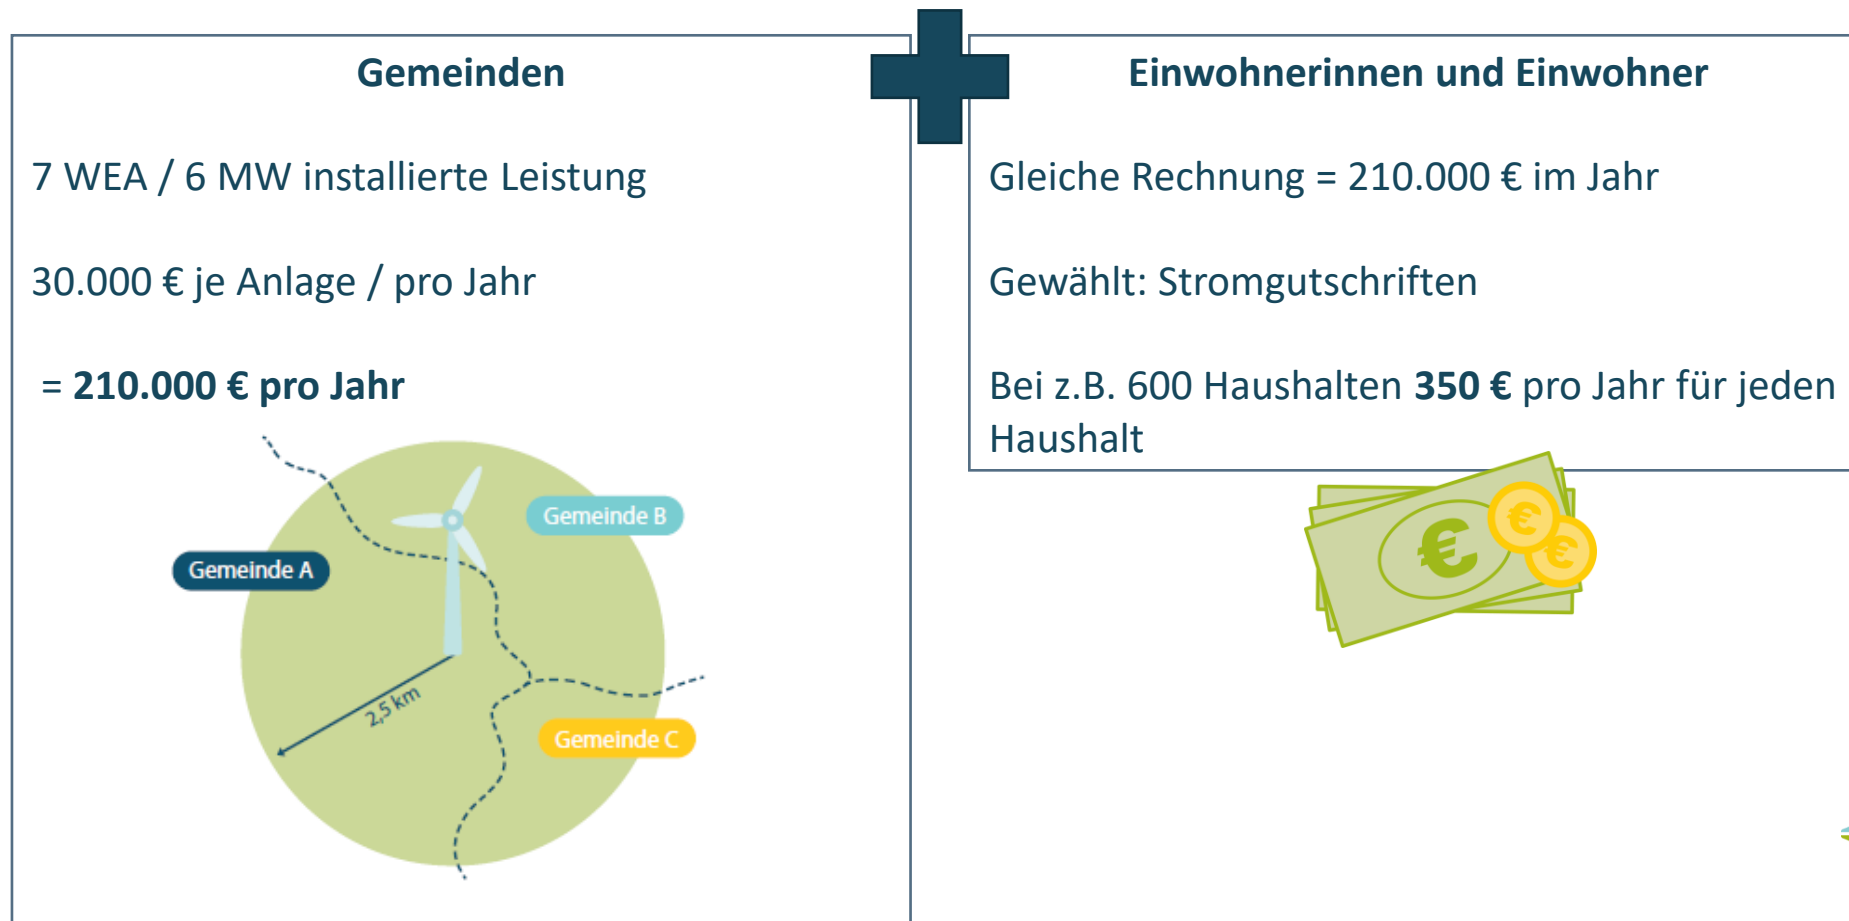 Gemeinden
7 WEA / 6 MW installierte Leistung
30.000 € je Anlage / pro Jahr
= 210.000 € pro Jahr
Gemeinde B
Gemeinde A
2,5 km
Gemeinde C
Einwohnerinnen und Einwohner
Gleiche Rechnung = 210.000 € im Jahr
Gewählt: Stromgutschriften
Bei z.B. 600 Haushalten 350 € pro Jahr für jeden
Haushalt
€
€
€